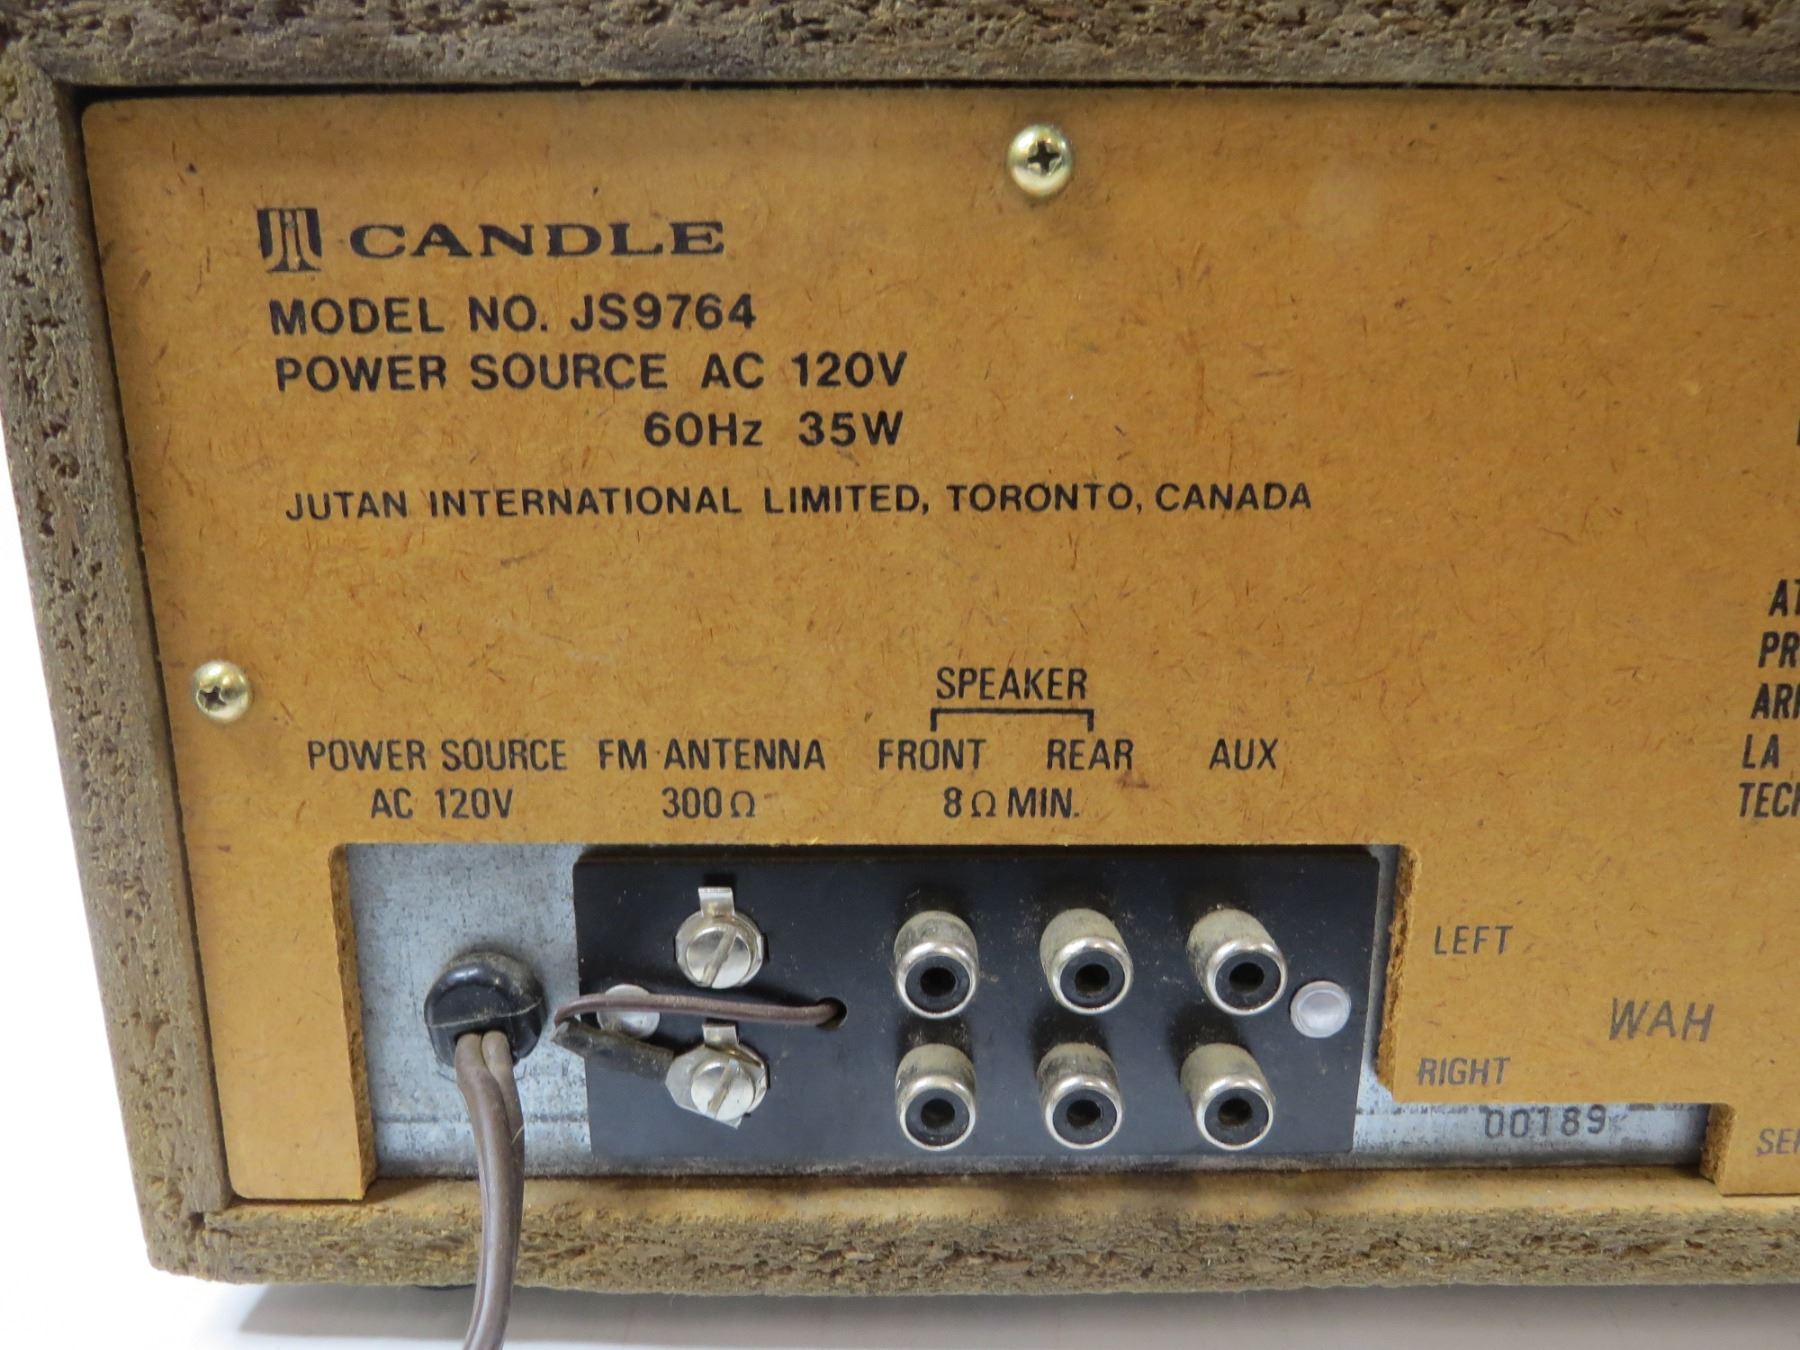 CANDLE
MODEL NO. JS9764
POWER SOURCE AC 120V
60Hz 35W
JUTAN INTERNATIONAL LIMITED, TORONTO, CANADA
SPEAKER
POWER SOURCE FM ANTENNA FRONT REAR AUX
AC 120V 300Ω 8Ω MIN.
LEFT
WAH
RIGHT
00189
LA